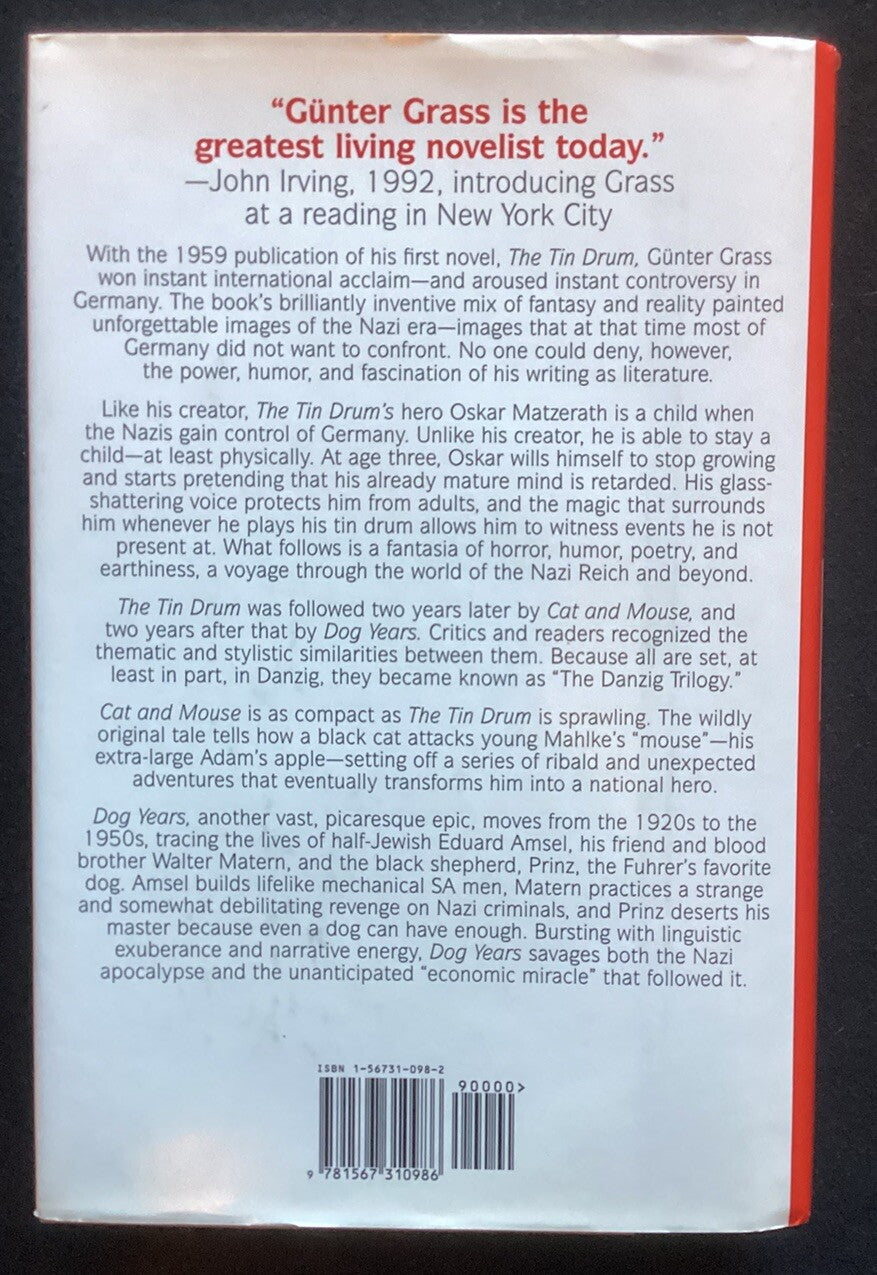 “Günter Grass is the
greatest living novelist today.”
—John Irving, 1992, introducing Grass
at a reading in New York City
With the 1959 publication of his first novel, The Tin Drum, Günter Grass
won instant international acclaim—and aroused instant controversy in
Germany. The book's brilliantly inventive mix of fantasy and reality painted
unforgettable images of the Nazi era—images that at that time most of
Germany did not want to confront. No one could deny, however,
the power, humor, and fascination of his writing as literature.
Like his creator, The Tin Drum's hero Oskar Matzerath is a child when
the Nazis gain control of Germany. Unlike his creator, he is able to stay a
child—at least physically. At age three, Oskar wills himself to stop growing
and starts pretending that his already mature mind is retarded. His glass-
shattering voice protects him from adults, and the magic that surrounds
him whenever he plays his tin drum allows him to witness events he is not
present at. What follows is a fantasia of horror, humor, poetry, and
earthiness, a voyage through the world of the Nazi Reich and beyond.
The Tin Drum was followed two years later by Cat and Mouse, and
two years after that by Dog Years. Critics and readers recognized the
thematic and stylistic similarities between them. Because all are set, at
least in part, in Danzig, they became known as “The Danzig Trilogy.”
Cat and Mouse is as compact as The Tin Drum is sprawling. The wildly
original tale tells how a black cat attacks young Mahlke's “mouse”—his
extra-large Adam's apple—setting off a series of ribald and unexpected
adventures that eventually transforms him into a national hero.
Dog Years, another vast, picaresque epic, moves from the 1920s to the
1950s, tracing the lives of half-Jewish Eduard Amsel, his friend and blood
brother Walter Matern, and the black shepherd, Prinz, the Fuhrer's favorite
dog. Amsel builds lifelike mechanical SA men, Matern practices a strange
and somewhat debilitating revenge on Nazi criminals, and Prinz deserts his
master because even a dog can have enough. Bursting with linguistic
exuberance and narrative energy, Dog Years savages both the Nazi
apocalypse and the unanticipated “economic miracle” that followed it.
ISBN 1-56731-098-2
90000>
9 781567 310986